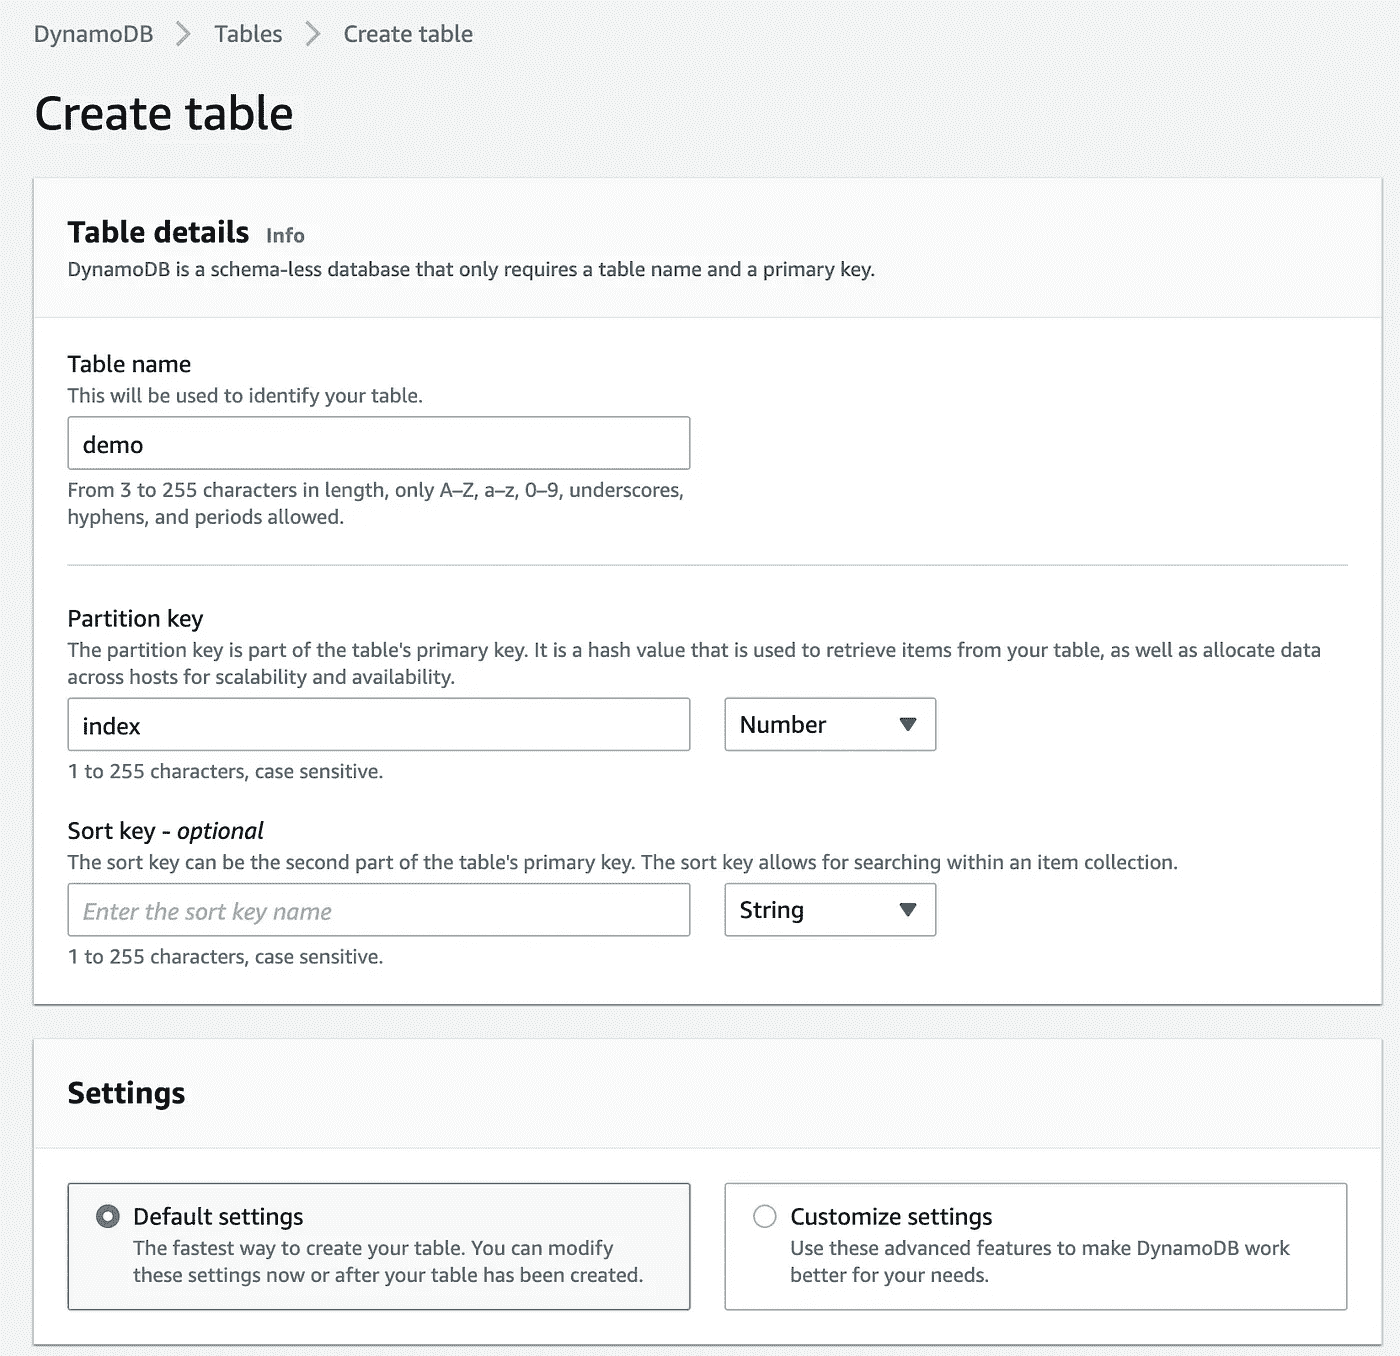 DynamoDB > Tables > Create table
Create table
Table details Info
DynamoDB is a schema-less database that only requires a table name and a primary key.
Table name
This will be used to identify your table.
demo
From 3 to 255 characters in length, only A–Z, a–z, 0–9, underscores,
hyphens, and periods allowed.
Partition key
The partition key is part of the table's primary key. It is a hash value that is used to retrieve items from your table, as well as allocate data
across hosts for scalability and availability.
index Number
1 to 255 characters, case sensitive.
Sort key - optional
The sort key can be the second part of the table's primary key. The sort key allows for searching within an item collection.
Enter the sort key name String
1 to 255 characters, case sensitive.
Settings
Default settings
The fastest way to create your table. You can modify
these settings now or after your table has been created.
Customize settings
Use these advanced features to make DynamoDB work
better for your needs.